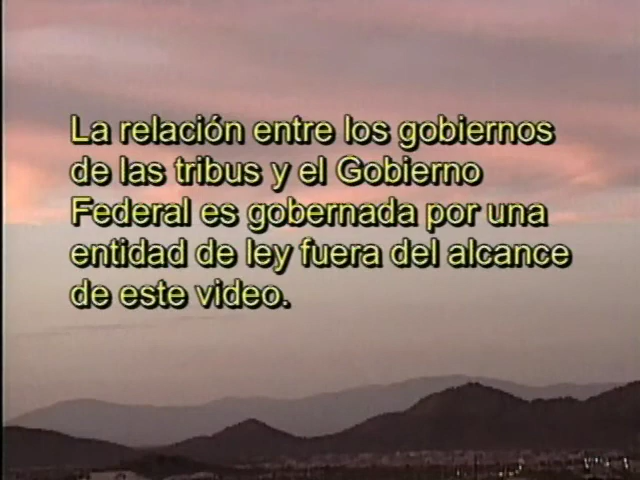 La relación entre los gobiernos
de las tribus y el Gobierno
Federal es gobernada por una
entidad de ley fuera del alcance
de este video.